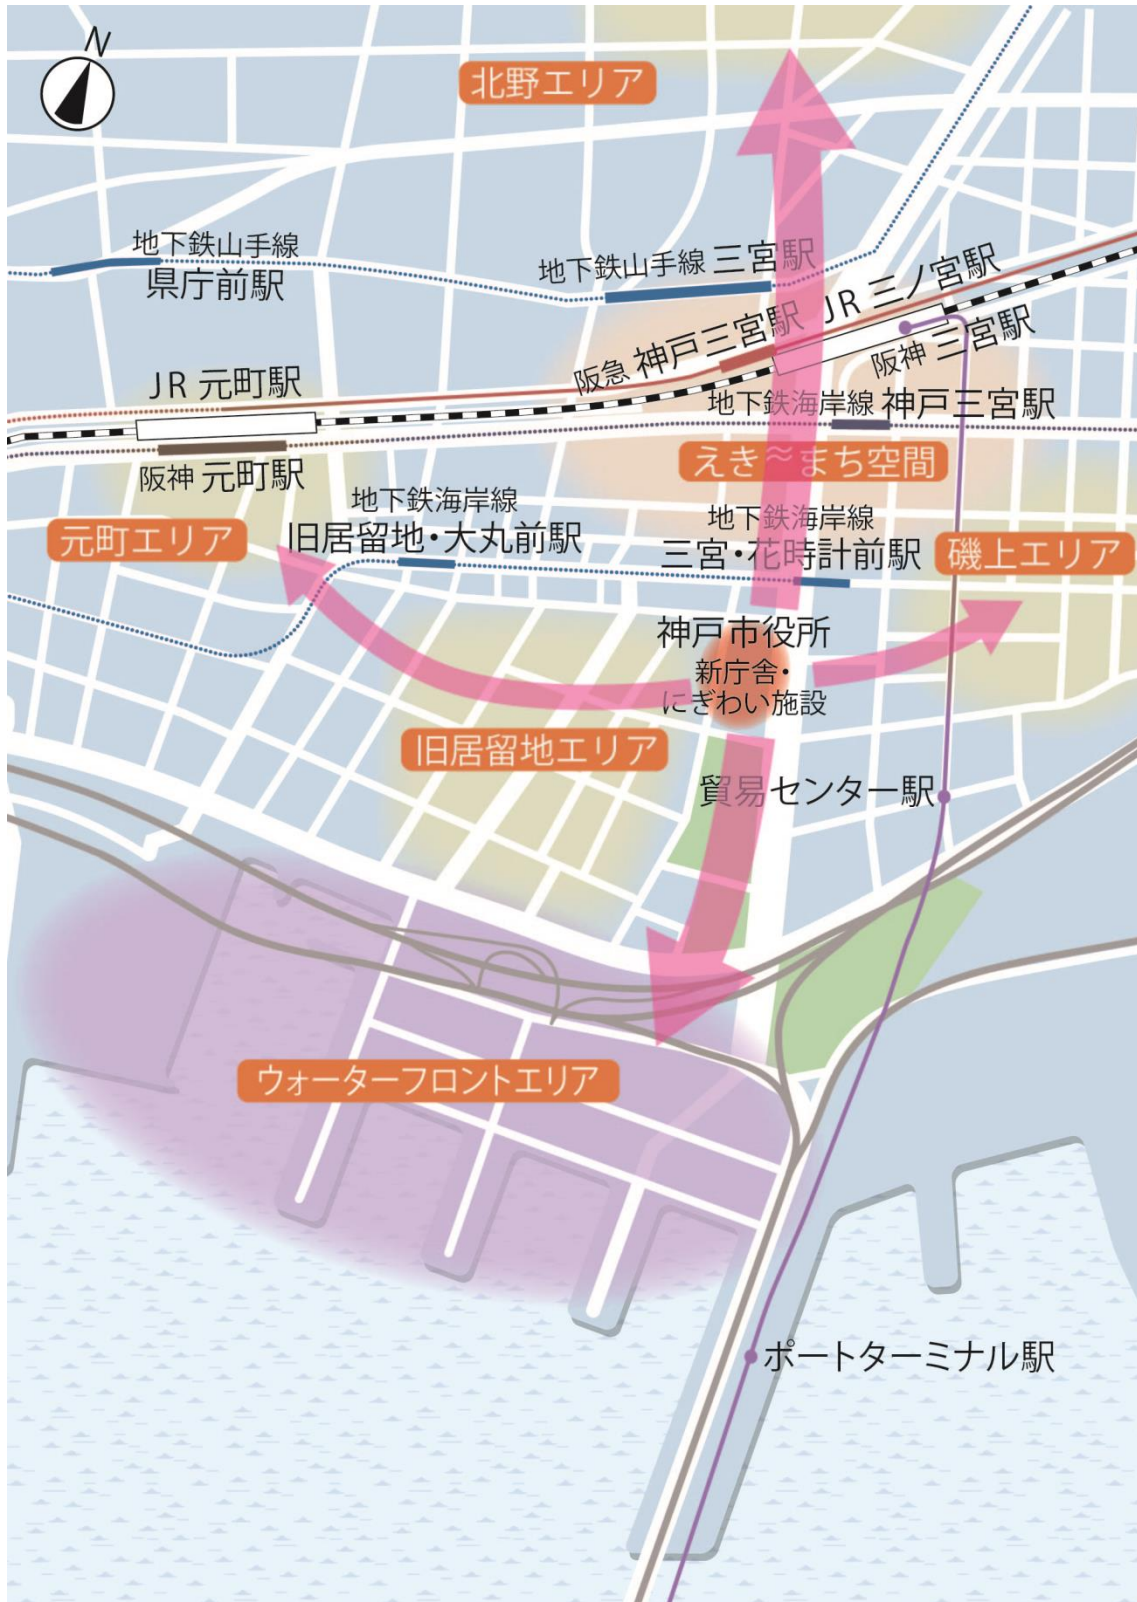 N
北野エリア
地下鉄山手線
県庁前駅
地下鉄山手線 三宮駅
JR 三ノ宮駅
阪急 神戸三宮駅
阪神 三宮駅
JR 元町駅
地下鉄海岸線 神戸三宮駅
阪神 元町駅
えき≈まち空間
地下鉄海岸線
旧居留地・大丸前駅
地下鉄海岸線
三宮・花時計前駅
元町エリア
磯上エリア
神戸市役所
新庁舎・
にぎわい施設
旧居留地エリア
貿易センター駅
ウォーターフロントエリア
ポートターミナル駅